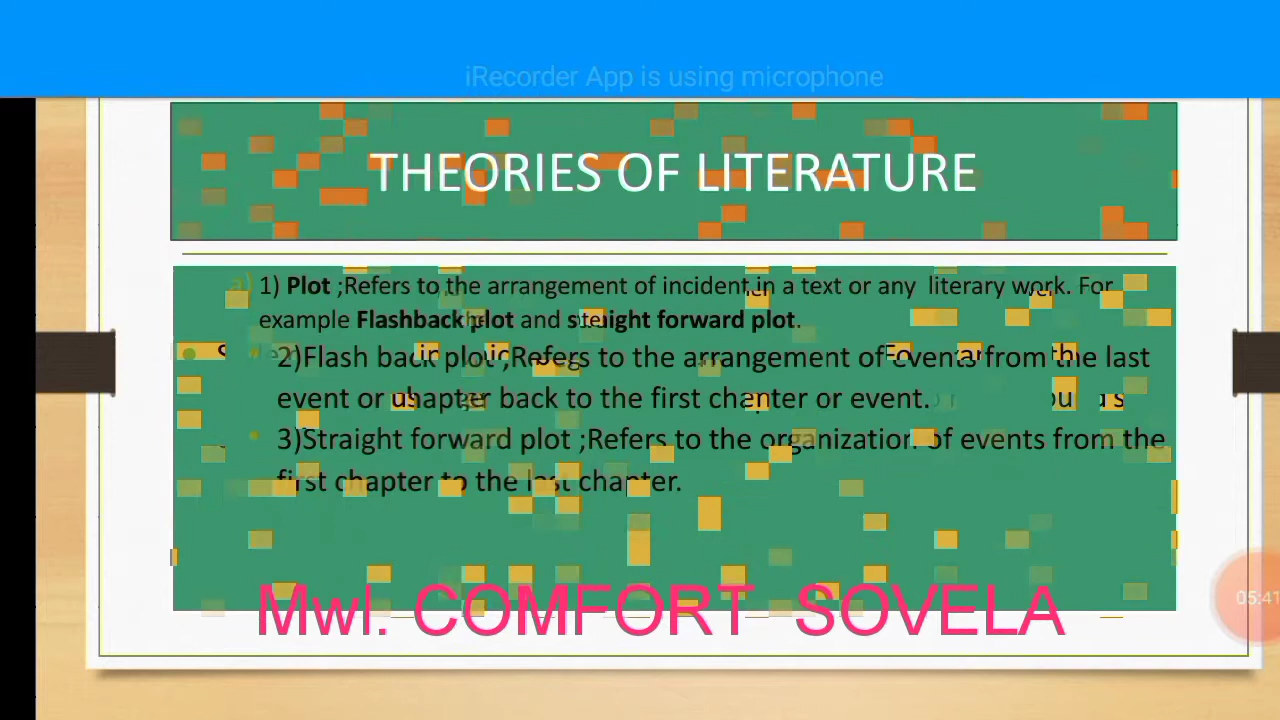 iRecorder App is using microphone
THEORIES OF LITERATURE
1) Plot ;Refers to the arrangement of incident in a text or any literary work. For
example Flashback plot and straight forward plot.
2)Flash back plot ;Refers to the arrangement of events from the last
event or chapter back to the first chapter or event.
3)Straight forward plot ;Refers to the organization of events from the
first chapter to the last chapter.
Mwl. COMFORT SOVELA
05:41